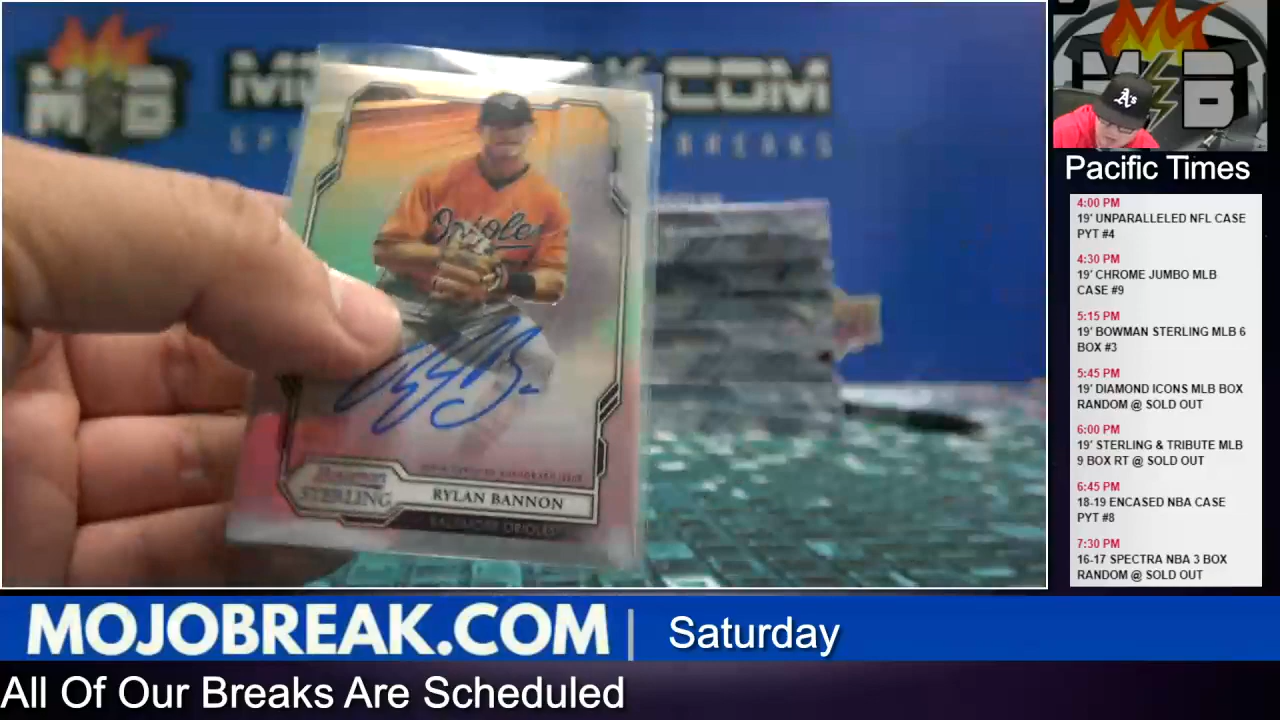 MB
.COM
BREAKS
Orioles
Bowman
STERLING
RYLAN BANNON
BALTIMORE ORIOLES
A's
M B
Pacific Times
4:00 PM
19' UNPARALLELED NFL CASE
PYT #4
4:30 PM
19' CHROME JUMBO MLB
CASE #9
5:15 PM
19' BOWMAN STERLING MLB 6
BOX #3
5:45 PM
19' DIAMOND ICONS MLB BOX
RANDOM @ SOLD OUT
6:00 PM
19' STERLING & TRIBUTE MLB
9 BOX RT @ SOLD OUT
6:45 PM
18-19 ENCASED NBA CASE
PYT #8
7:30 PM
16-17 SPECTRA NBA 3 BOX
RANDOM @ SOLD OUT
MOJOBREAK.COM | Saturday
All Of Our Breaks Are Scheduled